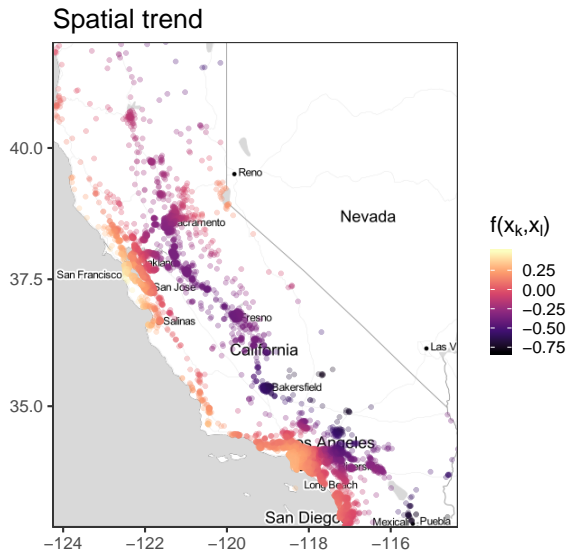 Spatial trend
40.0
37.5
35.0
−124
−122
−120
−118
−116
Reno
Nevada
San Francisco
San Jose
Salinas
California
Bakersfield
Las V
Long Beach
San Diego
Mexicali
Puebla
f(xk,xl)
0.25
0.00
−0.25
−0.50
−0.75